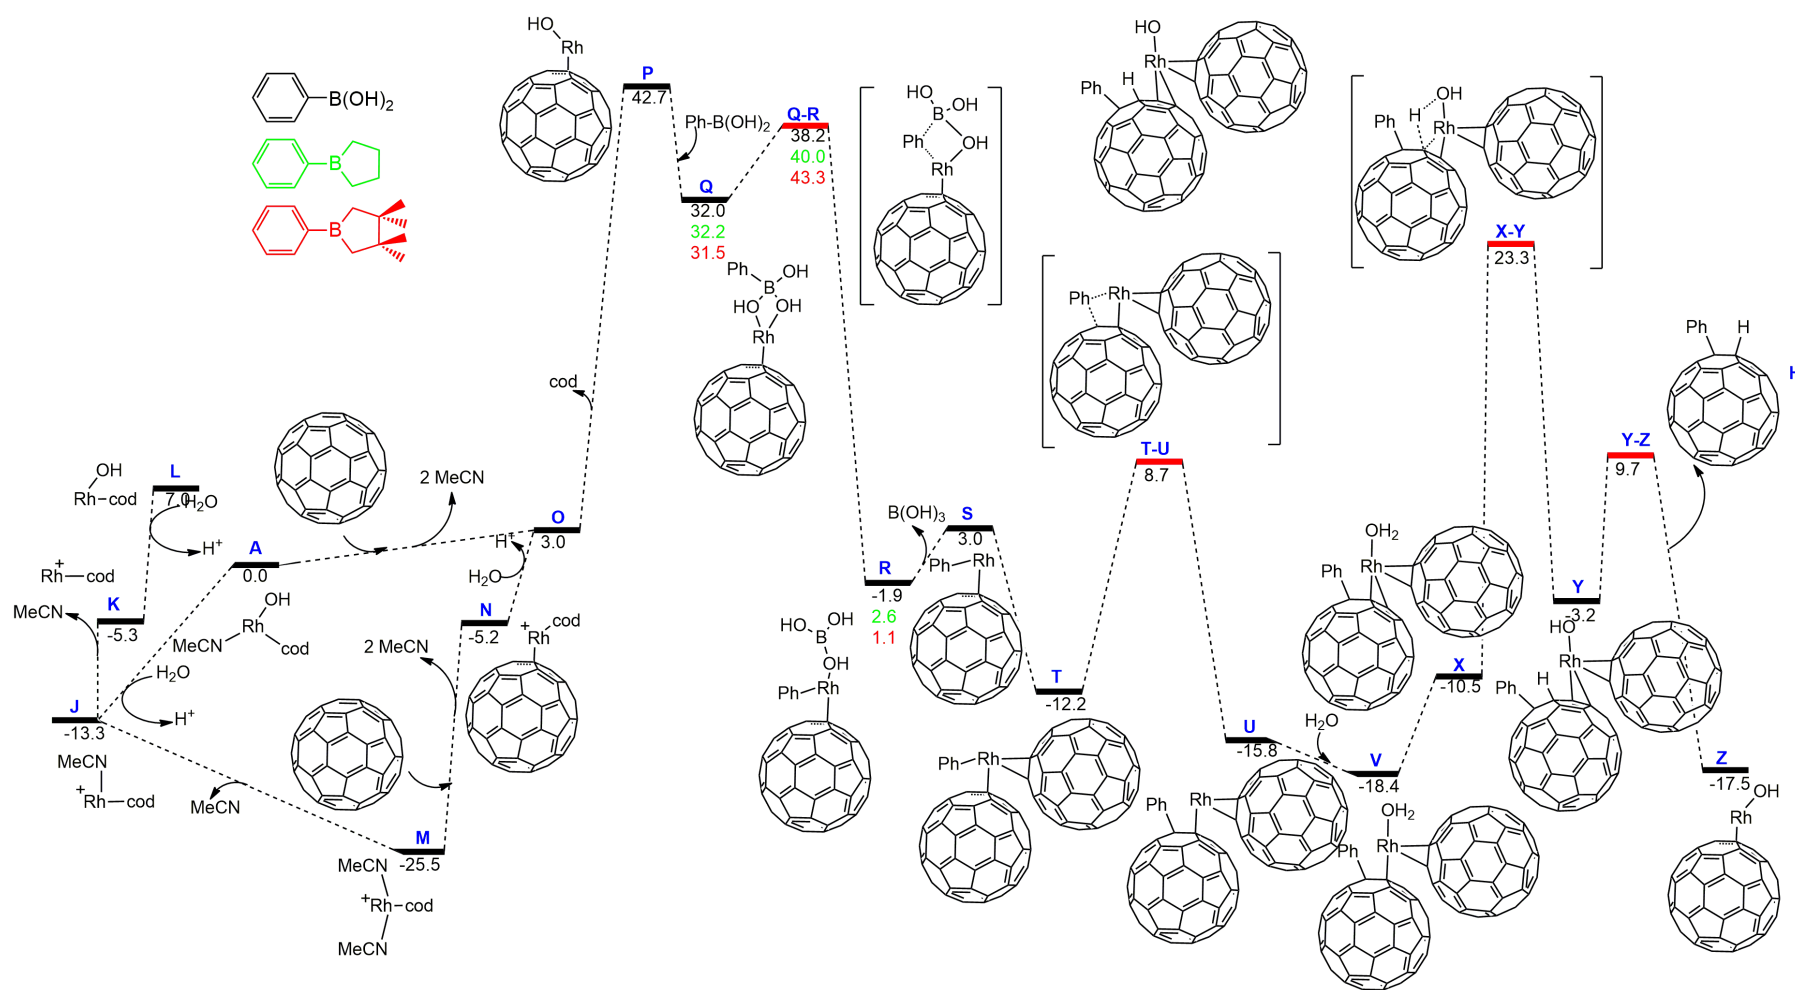 B(OH)2
B
B
HO
Rh
P
42.7
Ph-B(OH)2
Q
32.0
32.2
31.5
Q-R
38.2
40.0
43.3
HO
OH
B
Ph
OH
Rh
Ph
OH
B
HO
OH
Rh
HO
Rh
H
Ph
Ph
Rh
T-U
8.7
OH
H
Rh
Ph
X-Y
23.3
Ph
H
H
cod
2 MeCN
OH
Rh
cod
L
7.0
H2O
H+
A
0.0
O
3.0
H+
H2O
+
Rh
cod
MeCN
K
-5.3
OH
Rh
MeCN
cod
H2O
H+
J
-13.3
MeCN
+
Rh
cod
MeCN
2 MeCN
N
-5.2
cod
+
Rh
M
-25.5
MeCN
+
Rh
cod
MeCN
B(OH)3
S
3.0
Ph
Rh
R
-1.9
2.6
1.1
HO
OH
B
OH
Ph
Rh
T
-12.2
Ph
Rh
U
-15.8
Ph
Rh
H2O
V
-18.4
OH2
Rh
Ph
OH2
Rh
Ph
X
-10.5
Y
-3.2
HO
Rh
H
Ph
Y-Z
9.7
Z
-17.5
OH
Rh